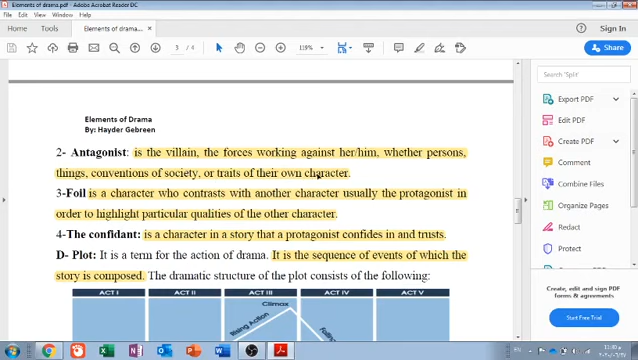 Elements of drama.pdf - Adobe Acrobat Reader DC
File Edit View Window Help
Home Tools Elements of drama.p... × Sign In
3 / 4 119% Share
Elements of Drama
By: Hayder Gebreen
2- Antagonist: is the villain, the forces working against her/him, whether persons,
things, conventions of society, or traits of their own character.
3-Foil is a character who contrasts with another character usually the protagonist in
order to highlight particular qualities of the other character.
4-The confidant: is a character in a story that a protagonist confides in and trusts.
D- Plot: It is a term for the action of drama. It is the sequence of events of which the
story is composed. The dramatic structure of the plot consists of the following:
ACT I ACT II ACT III ACT IV ACT V
Climax
Rising Action
Search 'Split'
Export PDF
Edit PDF
Create PDF
Comment
Combine Files
Organize Pages
Redact
Protect
Create, edit and sign PDF
forms & agreements
Start Free Trial
EN